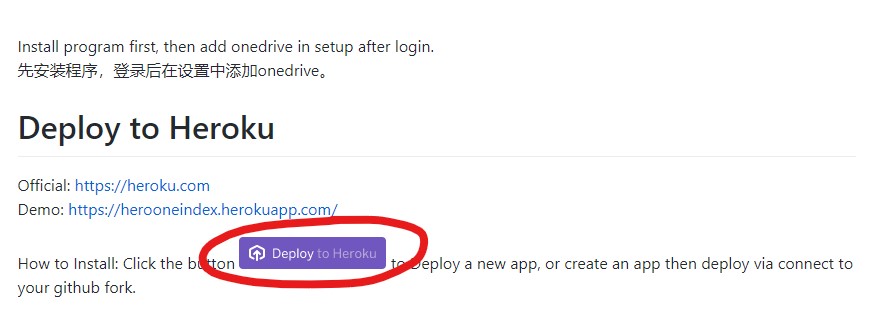 Install program first, then add onedrive in setup after login.
先安装程序，登录后在设置中添加onedrive。
Deploy to Heroku
Official: https://heroku.com
Demo: https://herooneindex.herokuapp.com/
How to Install: Click the button Deploy to Heroku to Deploy a new app, or create an app then deploy via connect to
your github fork.